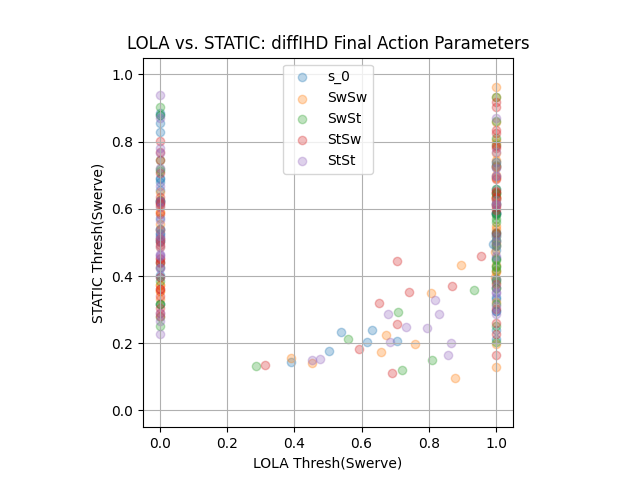 LOLA vs. STATIC: diffIHD Final Action Parameters
s_0
SwSw
SwSt
StSw
StSt
STATIC Thresh(Swerve)
1.0
0.8
0.6
0.4
0.2
0.0
0.0 0.2 0.4 0.6 0.8 1.0
LOLA Thresh(Swerve)